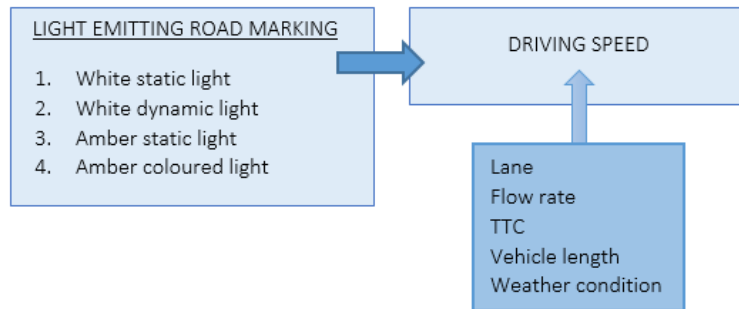 LIGHT EMITTING ROAD MARKING
1. White static light
2. White dynamic light
3. Amber static light
4. Amber coloured light
DRIVING SPEED
Lane
Flow rate
TTC
Vehicle length
Weather condition